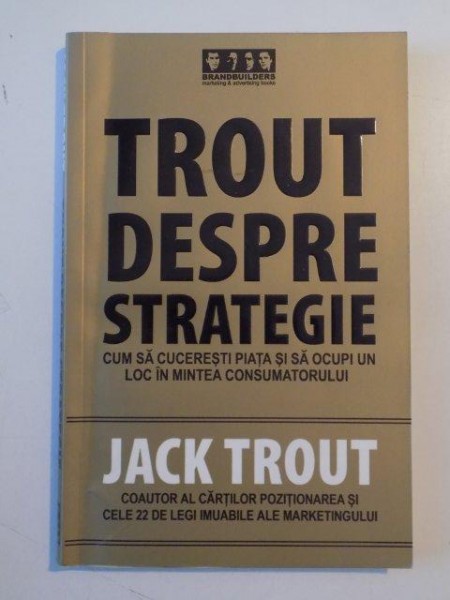 BRANDBUILDERS
marketing & advertising books
TROUT
DESPRE
STRATEGIE
CUM SĂ CUCEREȘTI PIAȚA ȘI SĂ OCUPI UN
LOC ÎN MINTEA CONSUMATORULUI
JACK TROUT
COAUTOR AL CĂRȚILOR POZIȚIONAREA ȘI
CELE 22 DE LEGI IMUABILE ALE MARKETINGULUI